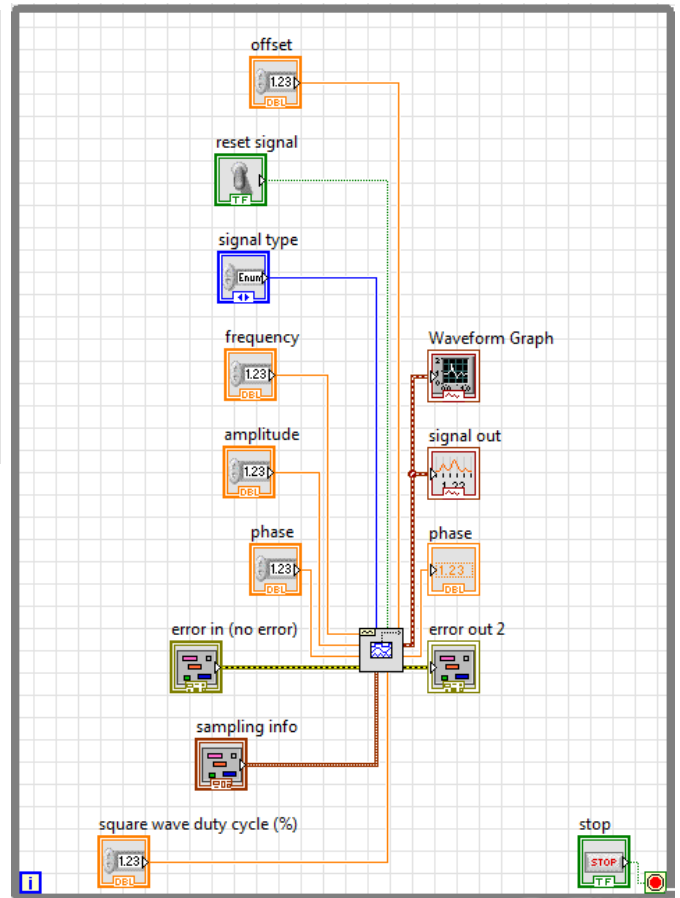 offset
1.23
DBL
reset signal
TF
signal type
Enum
frequency
1.23
DBL
Waveform Graph
2
0
amplitude
1.23
DBL
signal out
1.23
phase
1.23
DBL
phase
1.23
DBL
error in (no error)
error out 2
sampling info
square wave duty cycle (%)
1.23
DBL
stop
STOP
TF
i